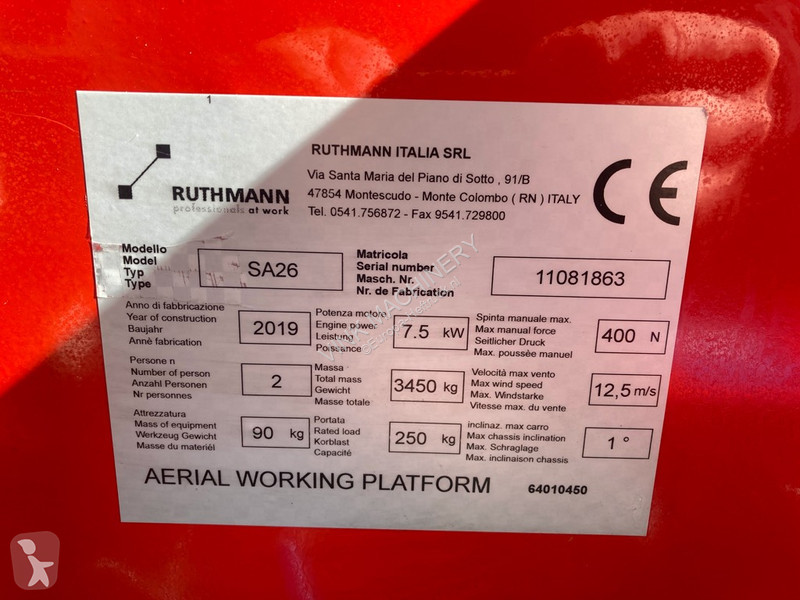 1
RUTHMANN
professionals at work
RUTHMANN ITALIA SRL
Via Santa Maria del Piano di Sotto , 91/B
47854 Montescudo - Monte Colombo ( RN ) ITALY
Tel. 0541.756872 - Fax 9541.729800
CE
Modello
Model
Typ
Type
SA26
Matricola
Serial number
Masch. Nr.
Nr. de Fabrication
11081863
Anno di fabbricazione
Year of construction
Baujahr
Annè fabrication
2019
Potenza motore
Engine power
Leistung
Poissance
7.5 kW
Spinta manuale max.
Max manual force
Seitlicher Druck
Max. poussèe manuel
400 N
Persone n
Number of person
Anzahl Personen
Nr personnes
2
Massa
Total mass
Gewicht
Masse totale
3450 kg
Velocità max vento
Max wind speed
Max. Windstarke
Vitesse max. du vente
12,5 m/s
Attrezzatura
Mass of equipment
Werkzeug Gewicht
Masse du materièl
90 kg
Portata
Rated load
Korblast
Capacité
250 kg
inclinaz. max carro
Max chassis inclination
Max. Schraglage
Max. inclinaison chassis
1 °
AERIAL WORKING PLATFORM
64010450